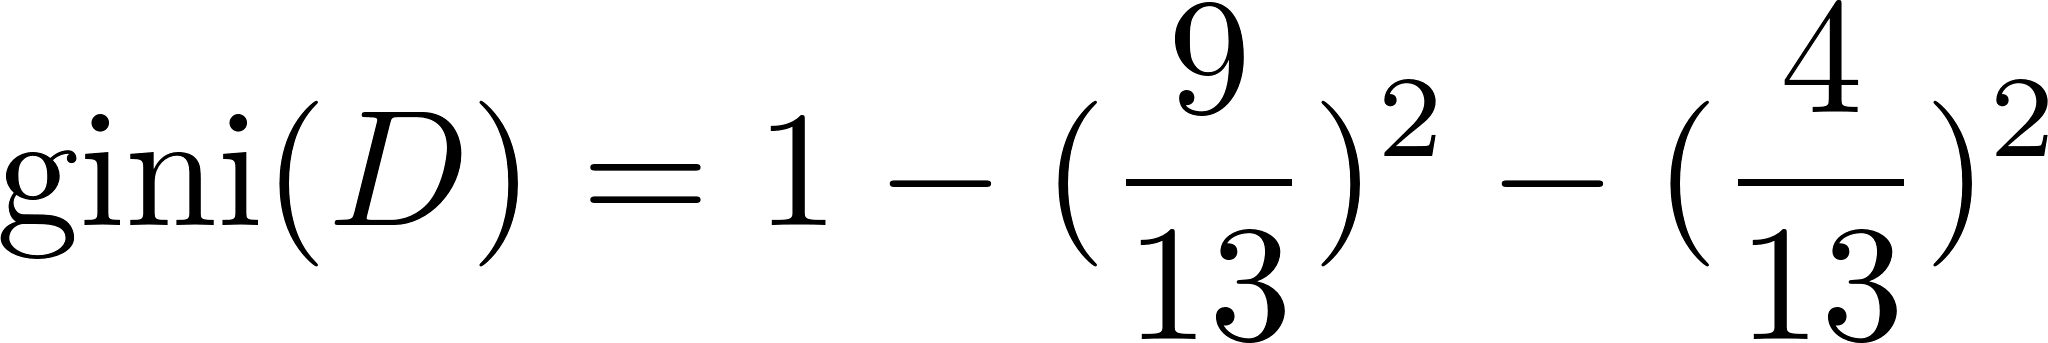 gini(D) = 1 − (9/13)² − (4/13)²